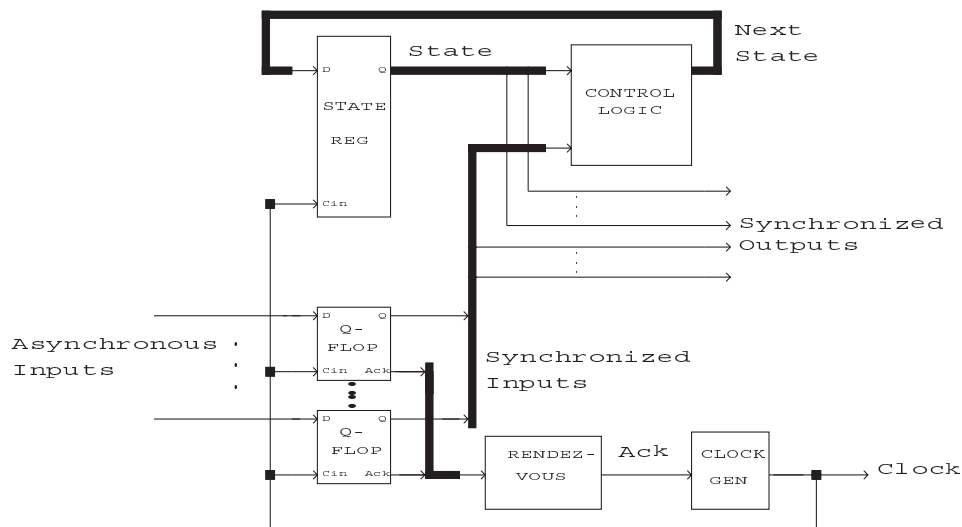 Next
State
State
D
Q
STATE
REG
Cin
CONTROL
LOGIC
Synchronized
Outputs
D
Q
Q-
FLOP
Cin
Ack
Asynchronous
Inputs
Synchronized
Inputs
D
Q
Q-
FLOP
Cin
Ack
RENDEZ-
VOUS
Ack
CLOCK
GEN
Clock